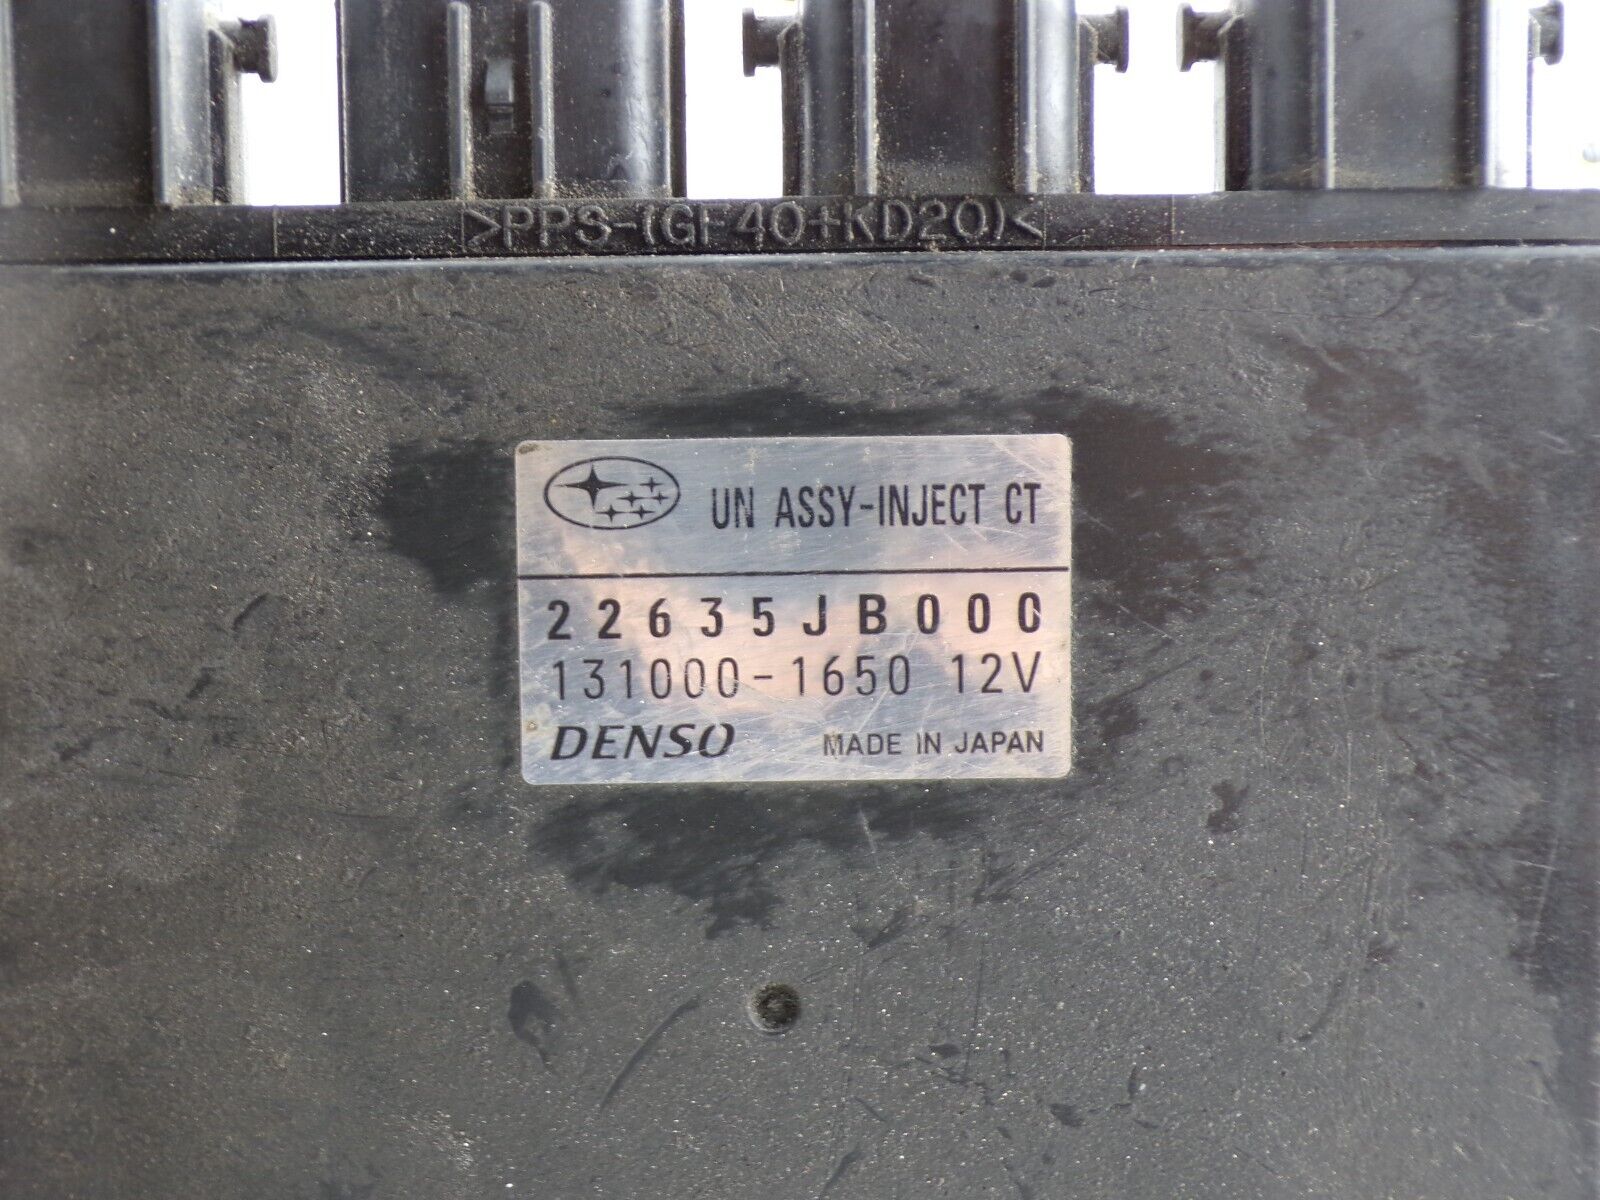 >PPS-(GF40+KD20)<
UN ASSY-INJECT CT
22635JB000
131000-1650 12V
DENSO MADE IN JAPAN